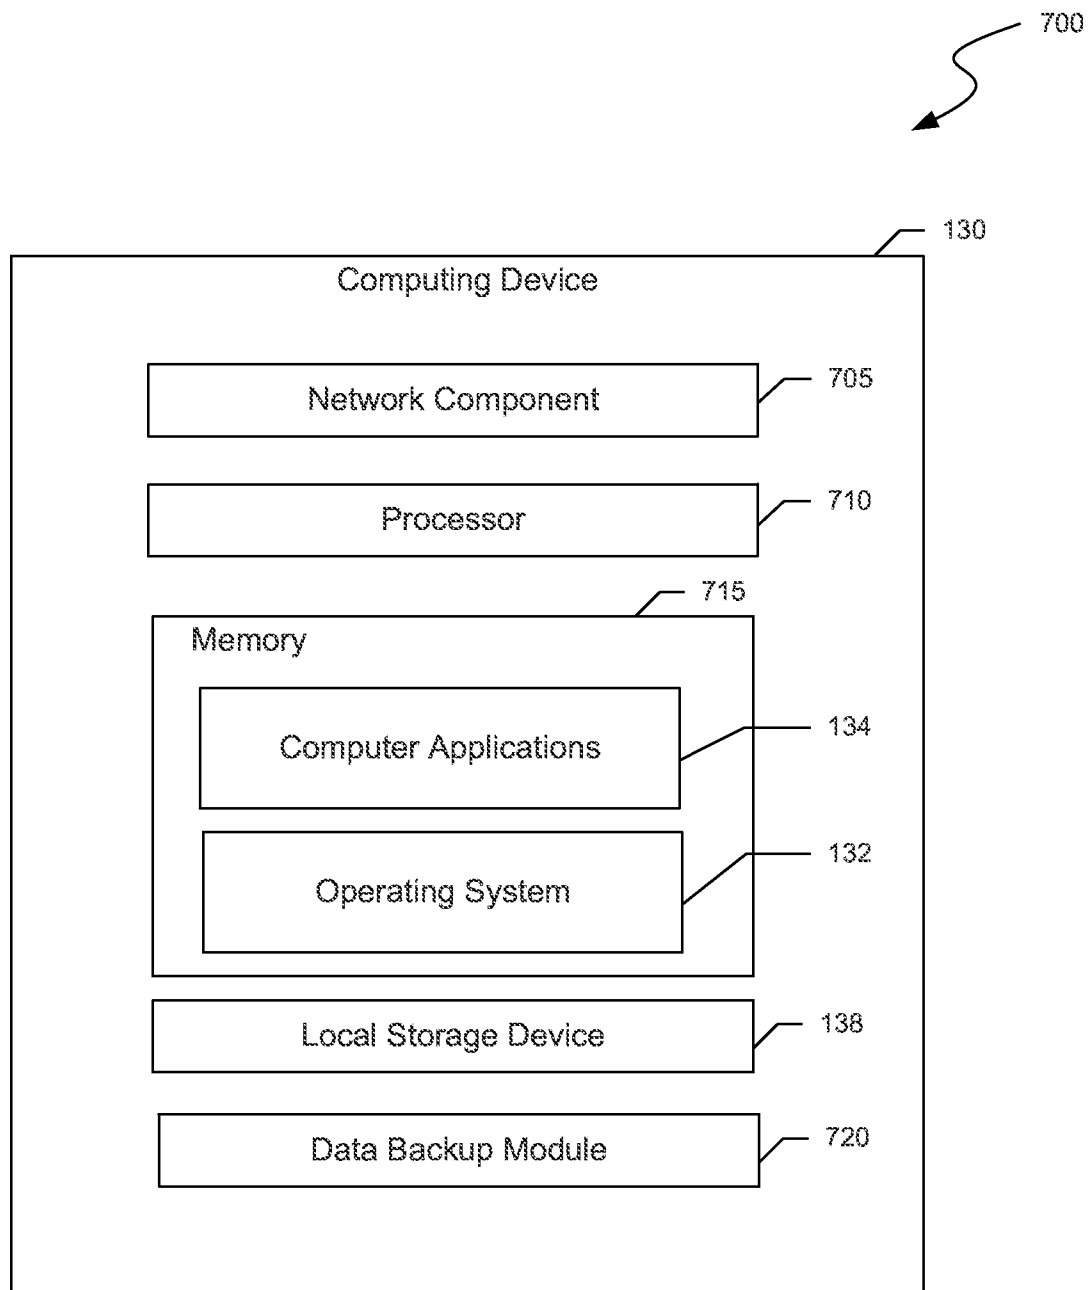 700
130
Computing Device
Network Component
705
Processor
710
715
Memory
Computer Applications
134
Operating System
132
Local Storage Device
138
Data Backup Module
720